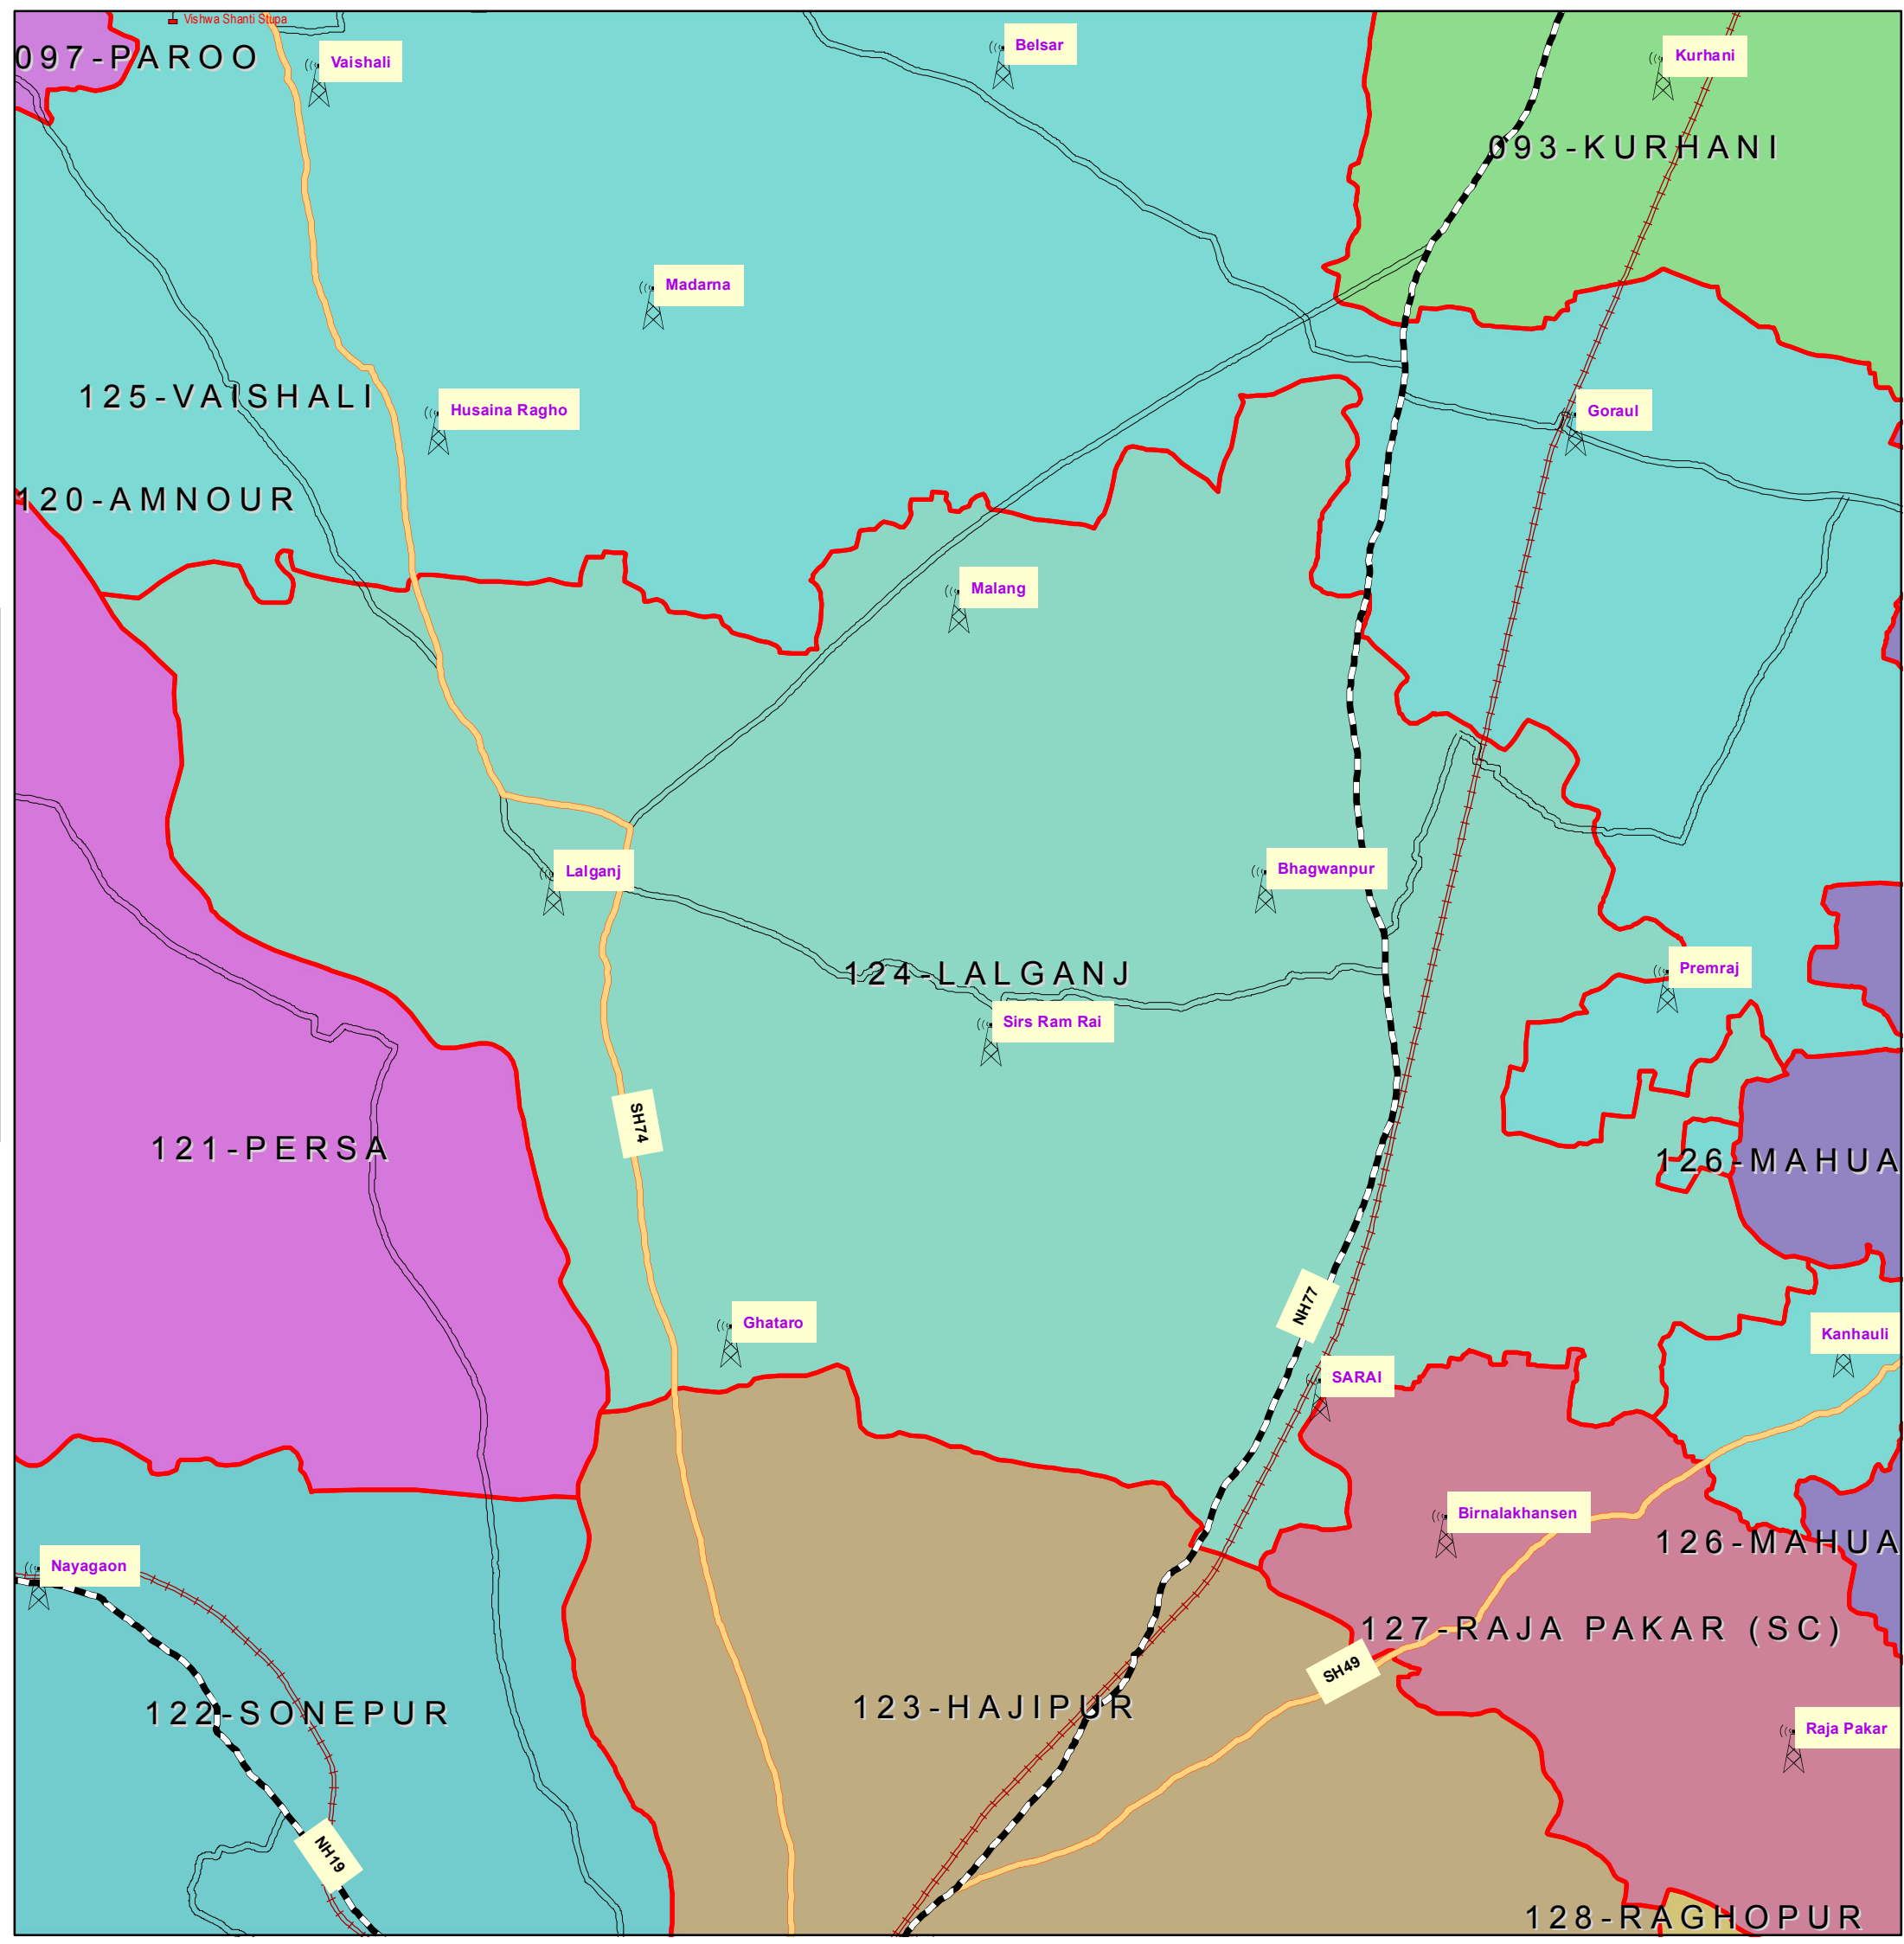 Vishwa Shanti Stupa
Belsar
Kurhani
097-PAROO
Vaishali
093-KURHANI
Madarna
125-VAISHALI
Husaina Ragho
Goraul
120-AMNOUR
Malang
Lalganj
Bhagwanpur
124-LALGANJ
Premraj
Sirs Ram Rai
SH74
121-PERSA
126-MAHUA
NH77
Ghataro
Kanhauli
SARAI
Birnalakhansen
126-MAHUA
Nayagaon
127-RAJA PAKAR (SC)
SH49
122-SONEPUR
123-HAJIPUR
Raja Pakar
NH19
128-RAGHOPUR